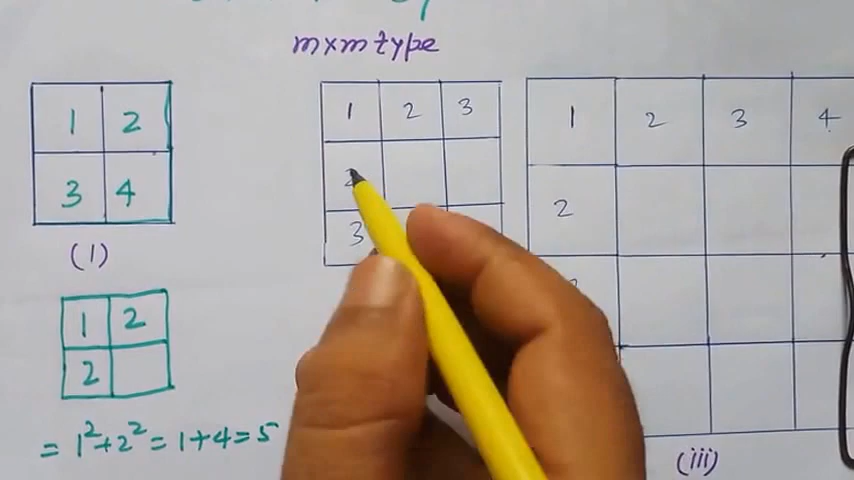 m×m type
1 2
3 4
(1)
1 2
2
= 1²+2² = 1+4=5
1 2 3
2
3
1 2 3 4
2
(iii)